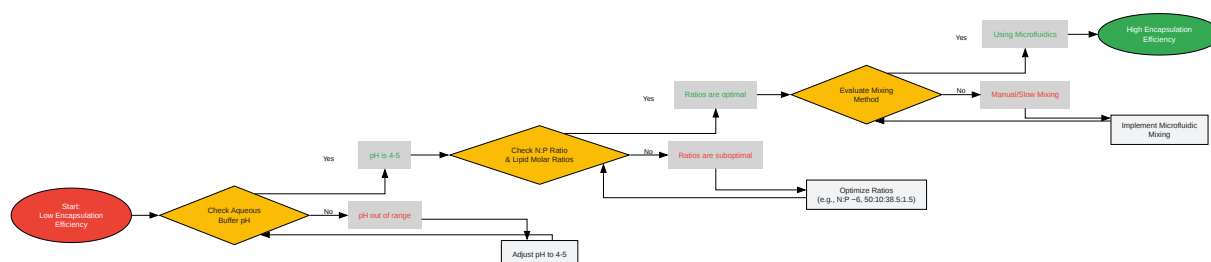 Start:
Low Encapsulation
Efficiency
Check Aqueous
Buffer pH
Yes
pH is 4-5
No
pH out of range
Adjust pH to 4-5
Check N:P Ratio
& Lipid Molar Ratios
Yes
Ratios are optimal
No
Ratios are suboptimal
Optimize Ratios
(e.g., N:P ~6, 50:10:38.5:1.5)
Evaluate Mixing
Method
Yes
Using Microfluidics
No
Manual/Slow Mixing
Implement Microfluidic
Mixing
High Encapsulation
Efficiency